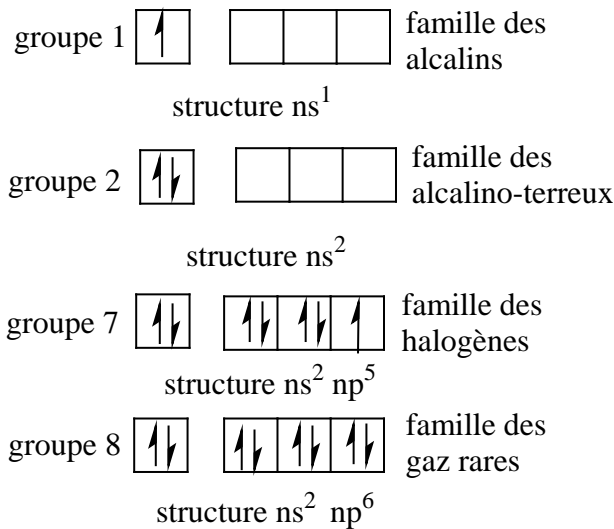 groupe 1 famille des
alcalins
structure ns¹
groupe 2 famille des
alcalino-terreux
structure ns²
groupe 7 famille des
halogènes
structure ns² np⁵
groupe 8 famille des
gaz rares
structure ns² np⁶